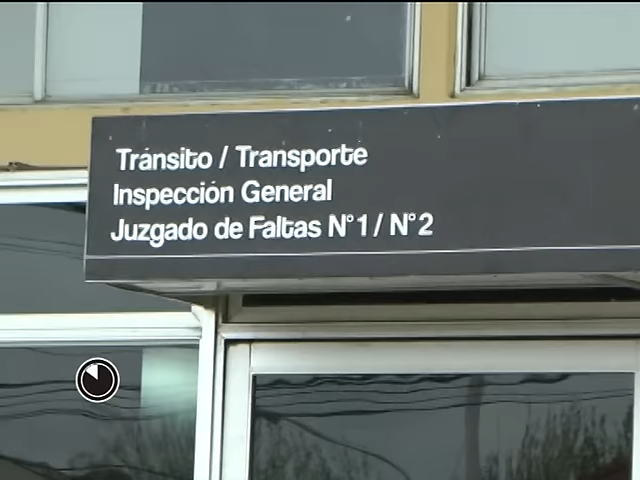 Tránsito / Transporte
Inspección General
Juzgado de Faltas N°1 / N°2